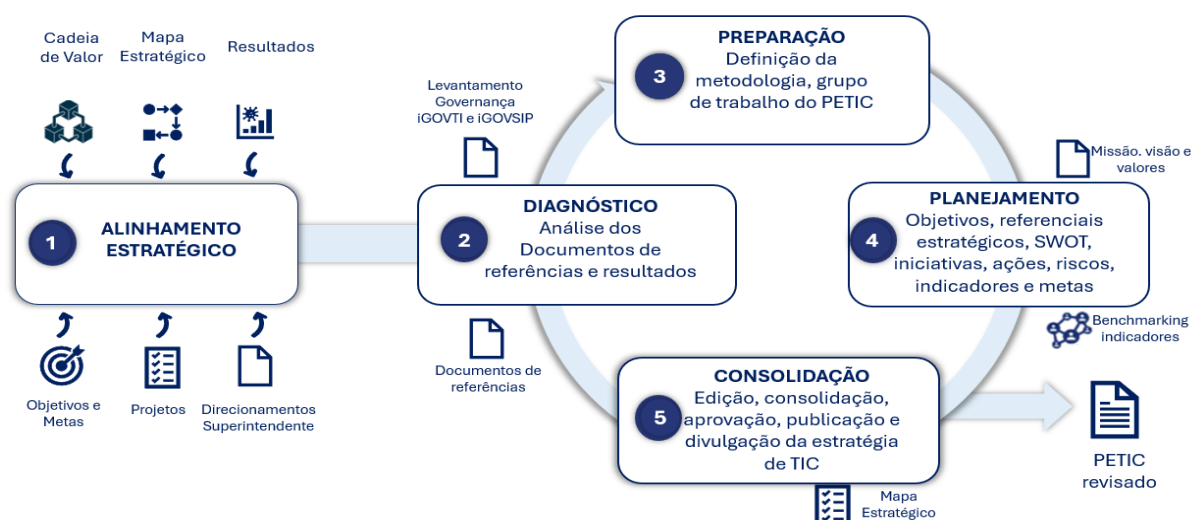 Cadeia
de Valor
Mapa
Estratégico
Resultados
1
ALINHAMENTO
ESTRATÉGICO
Objetivos e
Metas
Projetos
Direcionamentos
Superintendente
Levantamento
Governança
iGOVTI e iGOVSIP
2
DIAGNÓSTICO
Análise dos
Documentos de
referências e resultados
Documentos de
referências
3
PREPARAÇÃO
Definição da
metodologia, grupo
de trabalho do PETIC
Missão. visão e
valores
4
PLANEJAMENTO
Objetivos, referenciais
estratégicos, SWOT,
iniciativas, ações, riscos,
indicadores e metas
Benchmarking
indicadores
5
CONSOLIDAÇÃO
Edição, consolidação,
aprovação, publicação e
divulgação da estratégia
de TIC
Mapa
Estratégico
PETIC
revisado